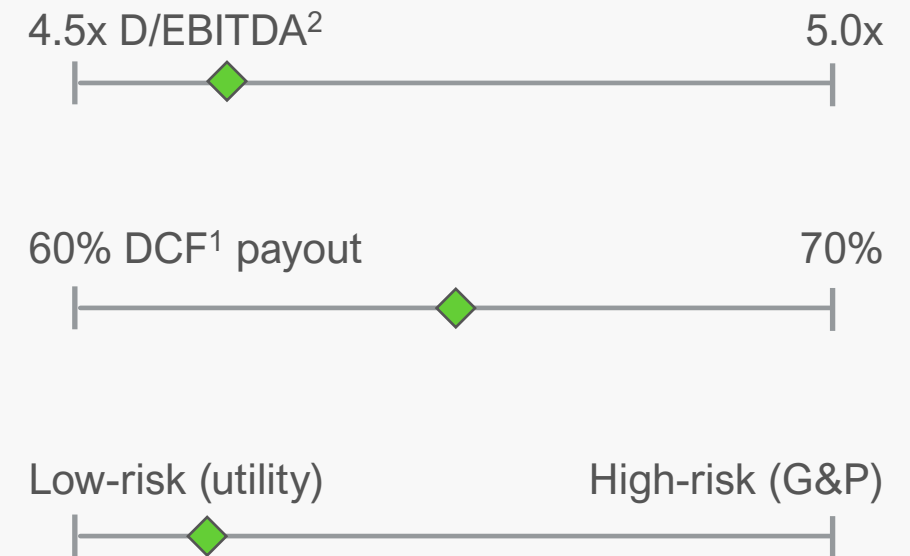 4.5x D/EBITDA² 5.0x
60% DCF¹ payout 70%
Low-risk (utility) High-risk (G&P)